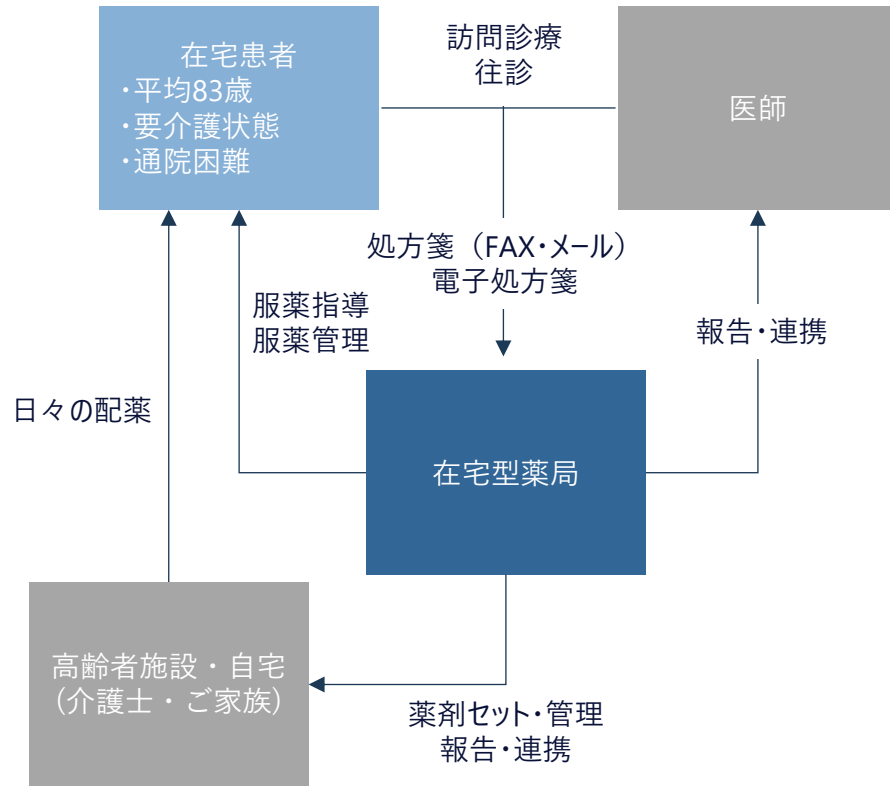 在宅患者
・平均83歳
・要介護状態
・通院困難
訪問診療
往診
医師
処方箋（FAX・メール）
電子処方箋
服薬指導
服薬管理
報告・連携
日々の配薬
在宅型薬局
高齢者施設・自宅
(介護士・ご家族)
薬剤セット・管理
報告・連携